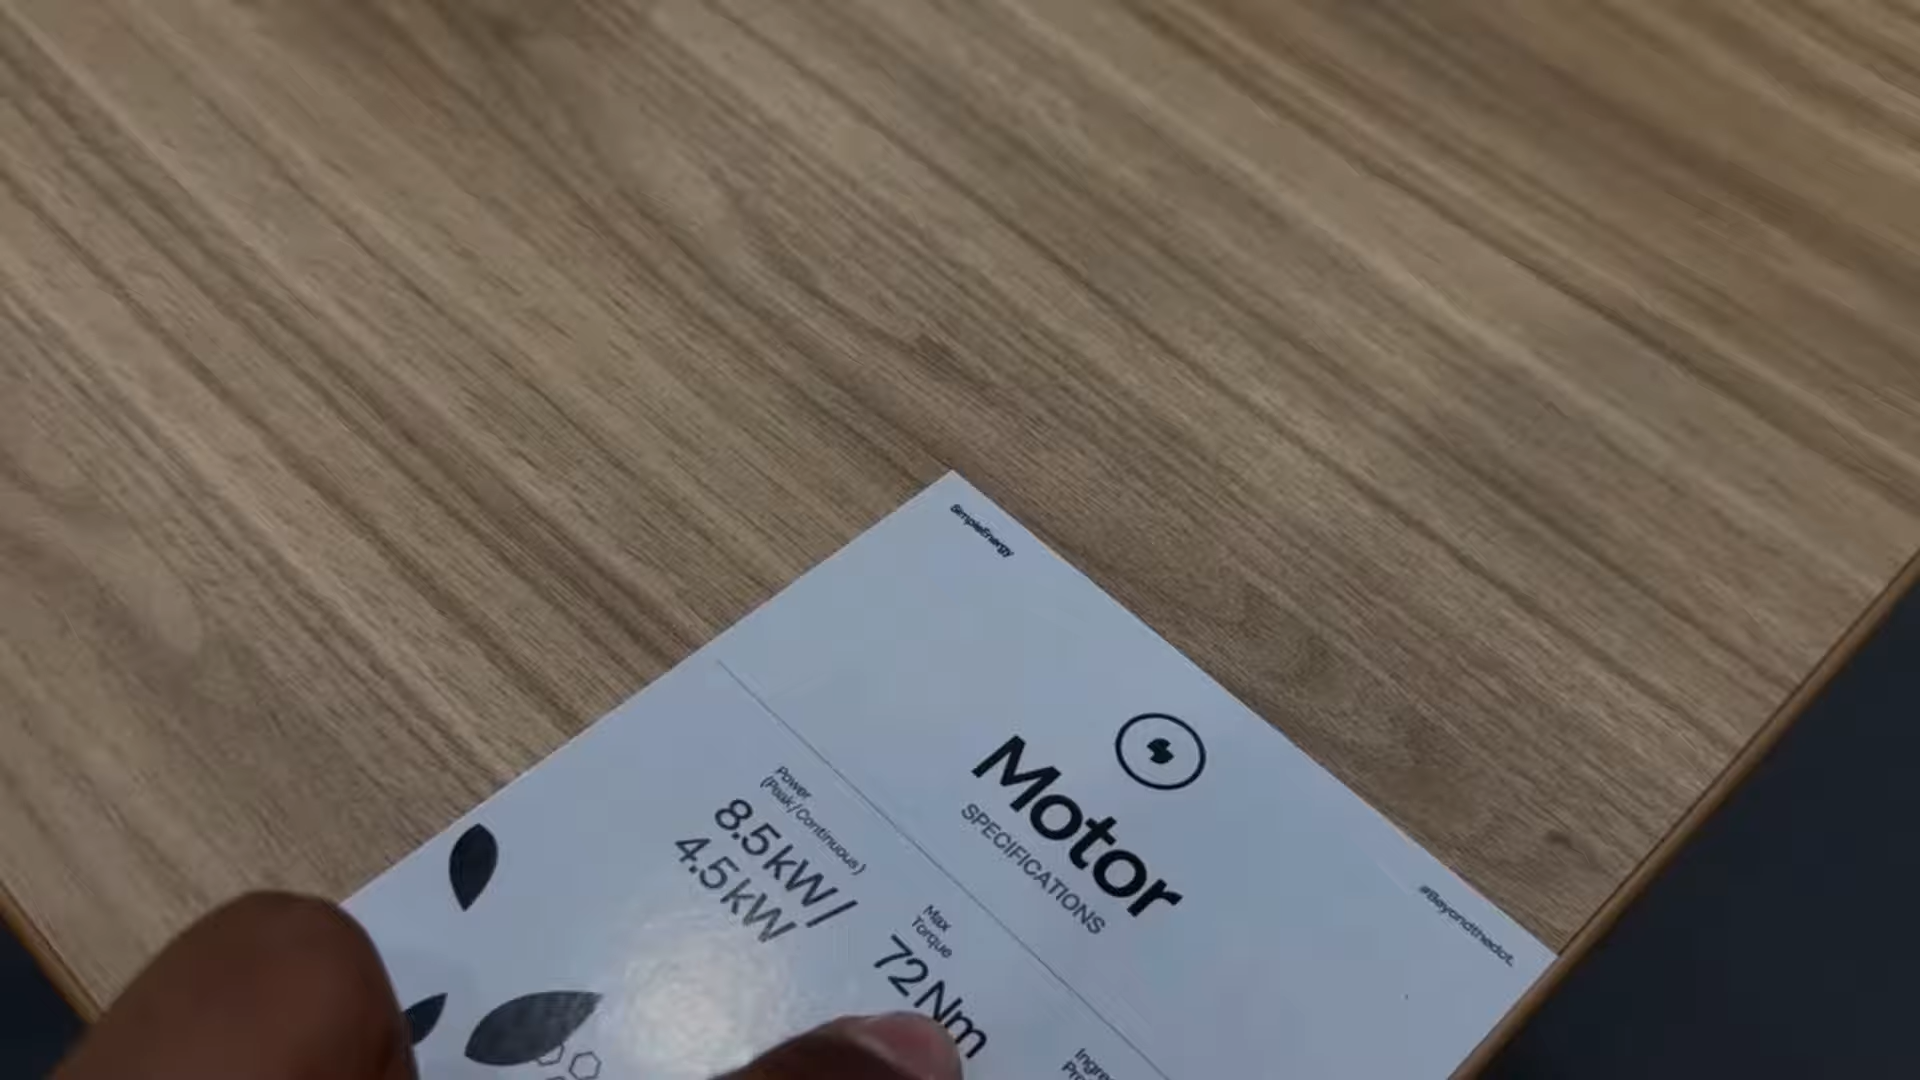 SimpleEnergy
#Beyondthedot.
Motor
SPECIFICATIONS
Power
(Peak/Continuous)
8.5kW/
4.5kW
Max
Torque
72Nm